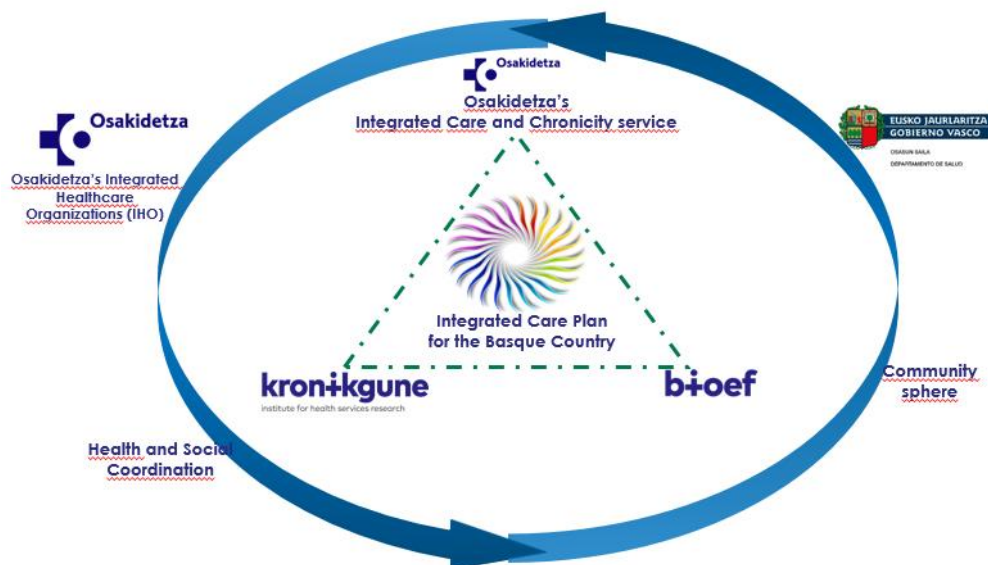 Osakidetza
Osakidetza’s
Integrated Care and Chronicity service
Osakidetza
Osakidetza’s Integrated
Healthcare
Organizations (IHO)
EUSKO JAURLARITZA
GOBIERNO VASCO
OSASUN SAILA
DEPARTAMENTO DE SALUD
Integrated Care Plan
for the Basque Country
kronikgune
institute for health services research
bioef
Community
sphere
Health and Social
Coordination